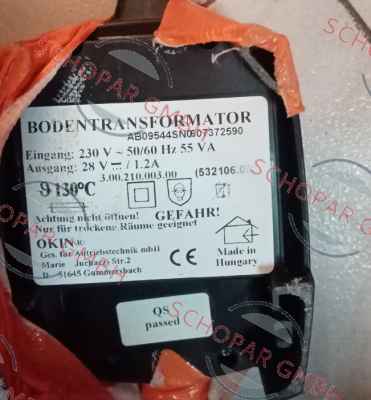 BODENTRANSFORMATOR
AB09544SN0607372590
Eingang: 230 V ~ 50/60 Hz 55 VA
Ausgang: 28 V / 1.2A
3.00.210.003.00
(532106.0
130°C
Achtung nicht öffnen! GEFAHR!
Nur für trockene Räume geeignet
OKIN
Ges. für Antriebstechnik mbH
Marie - Juchacz- Str.2
D - 51645 Gummersbach
CE
Made in
Hungary
QS
passed
SCHOPAR GMBH
SCHOPAR GMBH
SCHOPAR GMBH